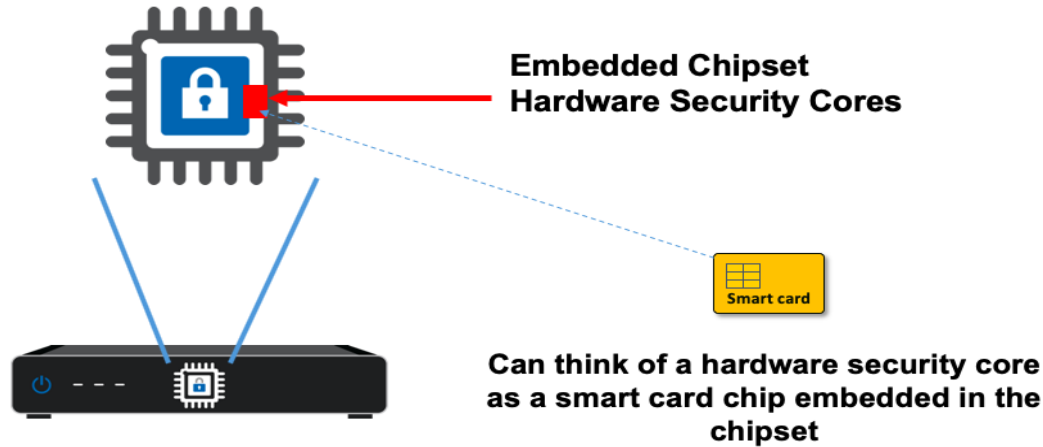 Embedded Chipset
Hardware Security Cores
Smart card
Can think of a hardware security core
as a smart card chip embedded in the
chipset